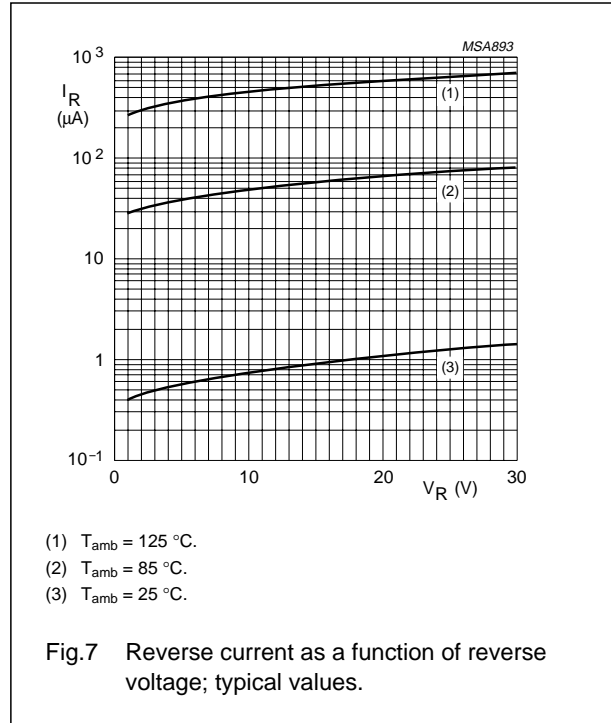 MSA893
10³
I_R
(µA)
(1)
10²
(2)
10
1
(3)
10⁻¹
0
10
20
30
V_R (V)
(1) T_amb = 125 °C.
(2) T_amb = 85 °C.
(3) T_amb = 25 °C.
Fig.7 Reverse current as a function of reverse
voltage; typical values.